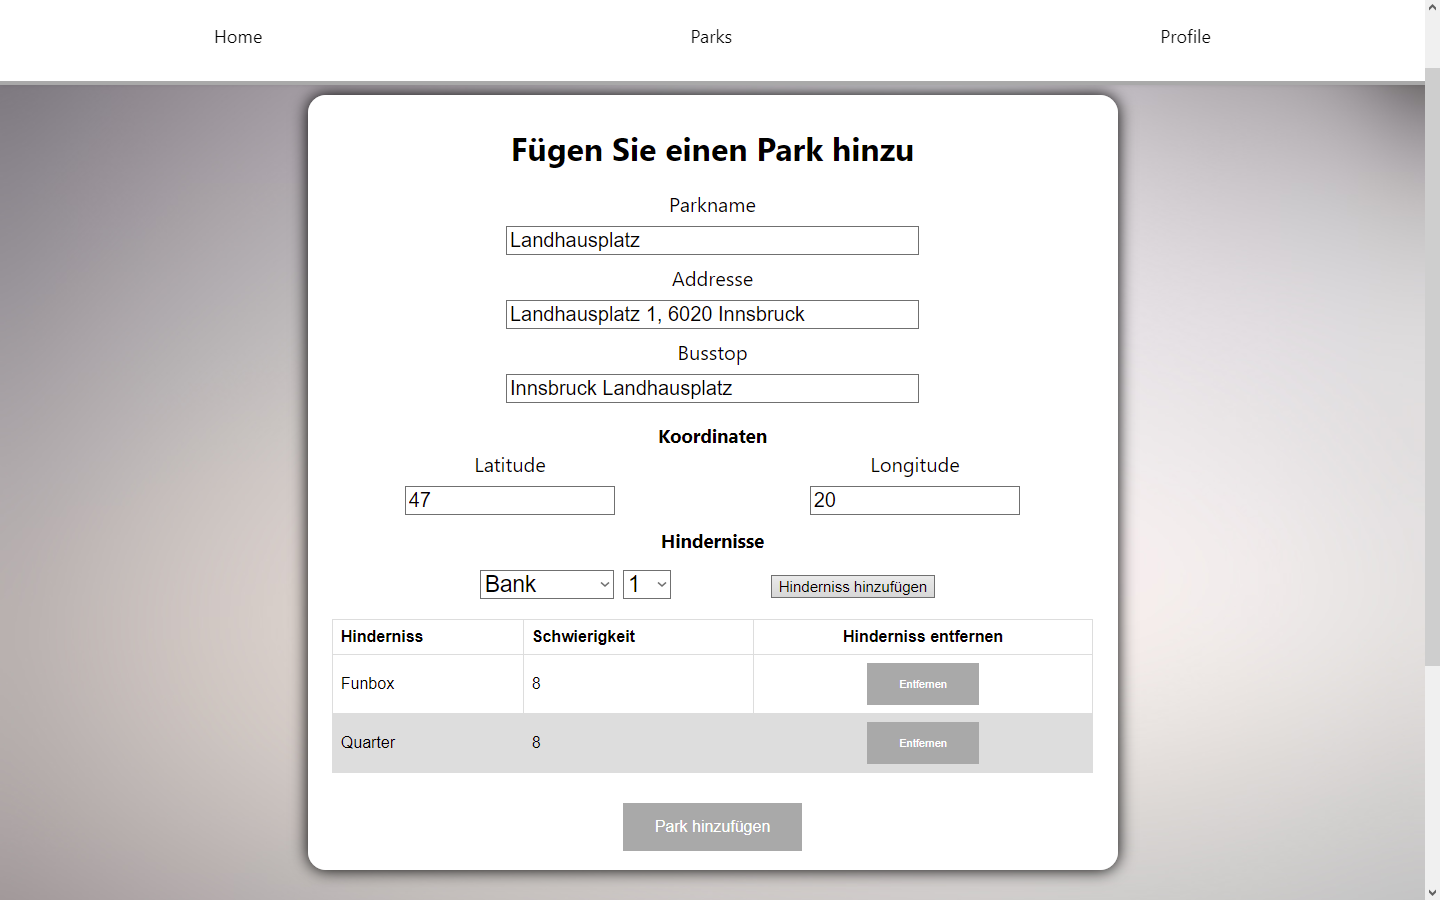 Home Parks Profile
Fügen Sie einen Park hinzu
Parkname
Landhausplatz
Addresse
Landhausplatz 1, 6020 Innsbruck
Busstop
Innsbruck Landhausplatz
Koordinaten
Latitude Longitude
47 20
Hindernisse
Bank 1 Hinderniss hinzufügen
Hinderniss Schwierigkeit Hinderniss entfernen
Funbox 8 Entfernen
Quarter 8 Entfernen
Park hinzufügen